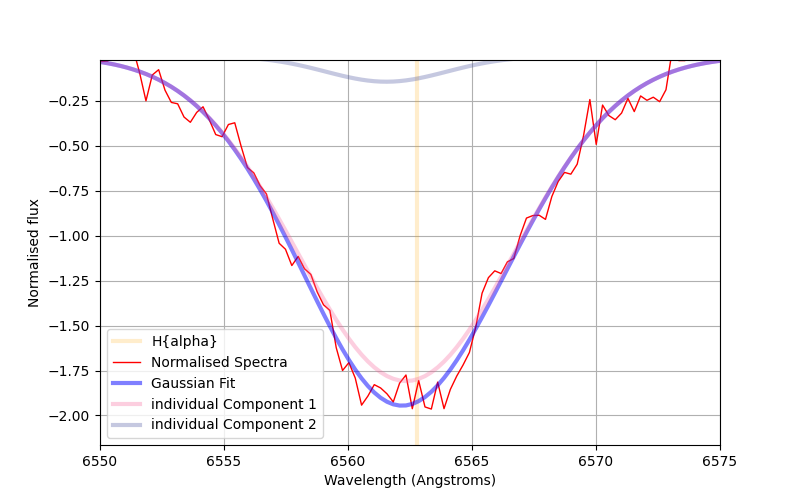 −0.25
−0.50
−0.75
−1.00
−1.25
−1.50
−1.75
−2.00
Normalised flux
H{alpha}
Normalised Spectra
Gaussian Fit
individual Component 1
individual Component 2
6550 6555 6560 6565 6570 6575
Wavelength (Angstroms)